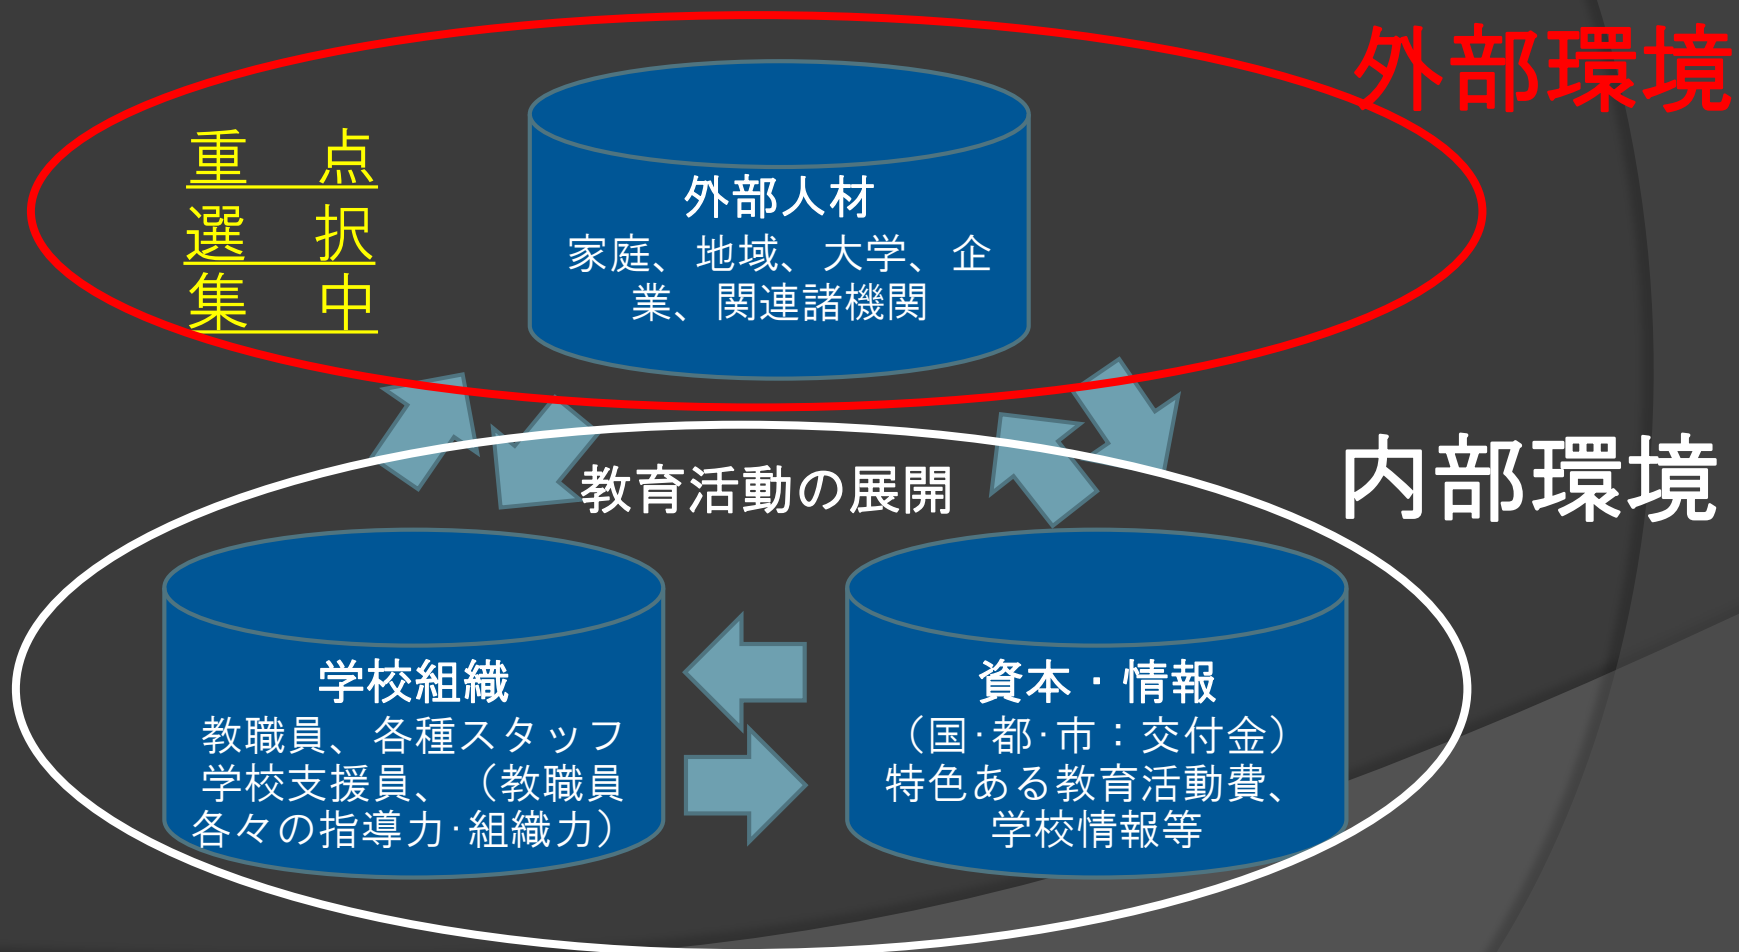 外部環境
重　点
選　択
集　中
外部人材
家庭、地域、大学、企
業、関連諸機関
内部環境
教育活動の展開
学校組織
教職員、各種スタッフ
学校支援員、（教職員
各々の指導力･組織力）
資本・情報
（国･都･市：交付金）
特色ある教育活動費、
学校情報等